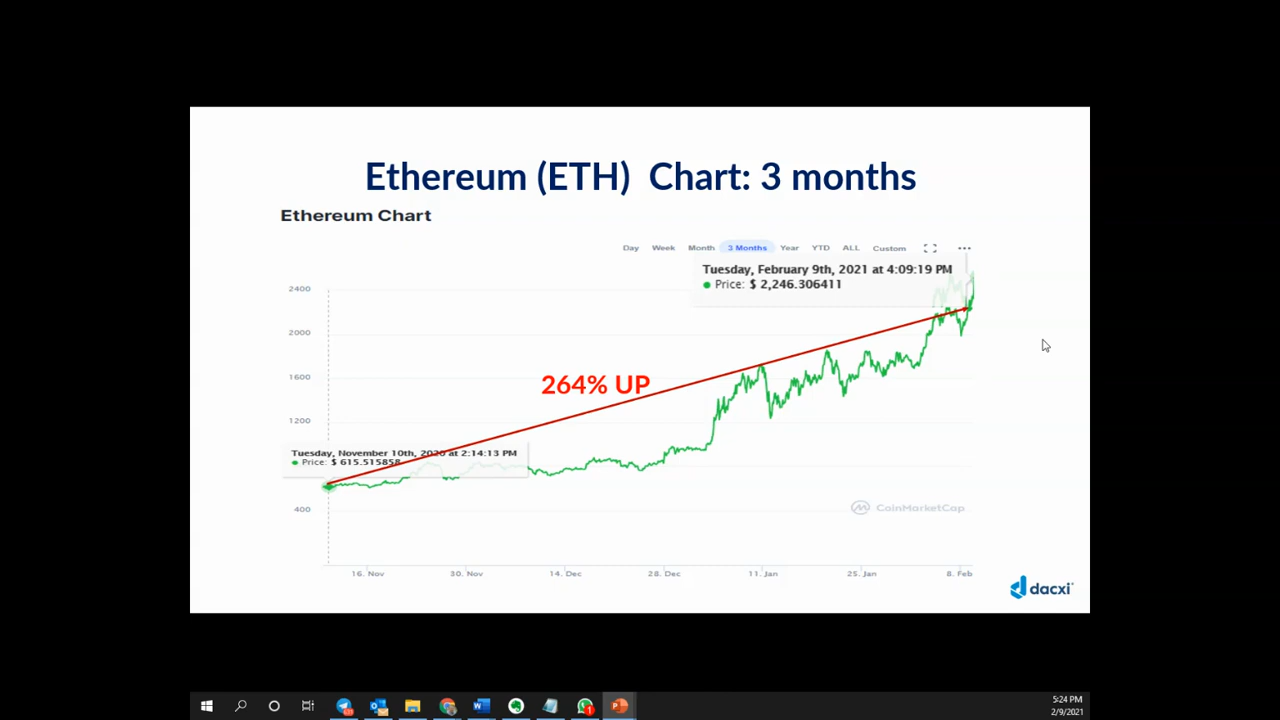 Ethereum (ETH) Chart: 3 months
Ethereum Chart
Day Week Month 3 Months Year YTD ALL Custom
Tuesday, February 9th, 2021 at 4:09:19 PM
Price: $ 2,246.306411
2400
2000
1600
1200
400
264% UP
Tuesday, November 10th, 2020 at 2:14:13 PM
Price: $ 615.515858
CoinMarketCap
16. Nov 30. Nov 14. Dec 28. Dec 11. Jan 25. Jan 8. Feb
dacxi
5:24 PM
2/9/2021